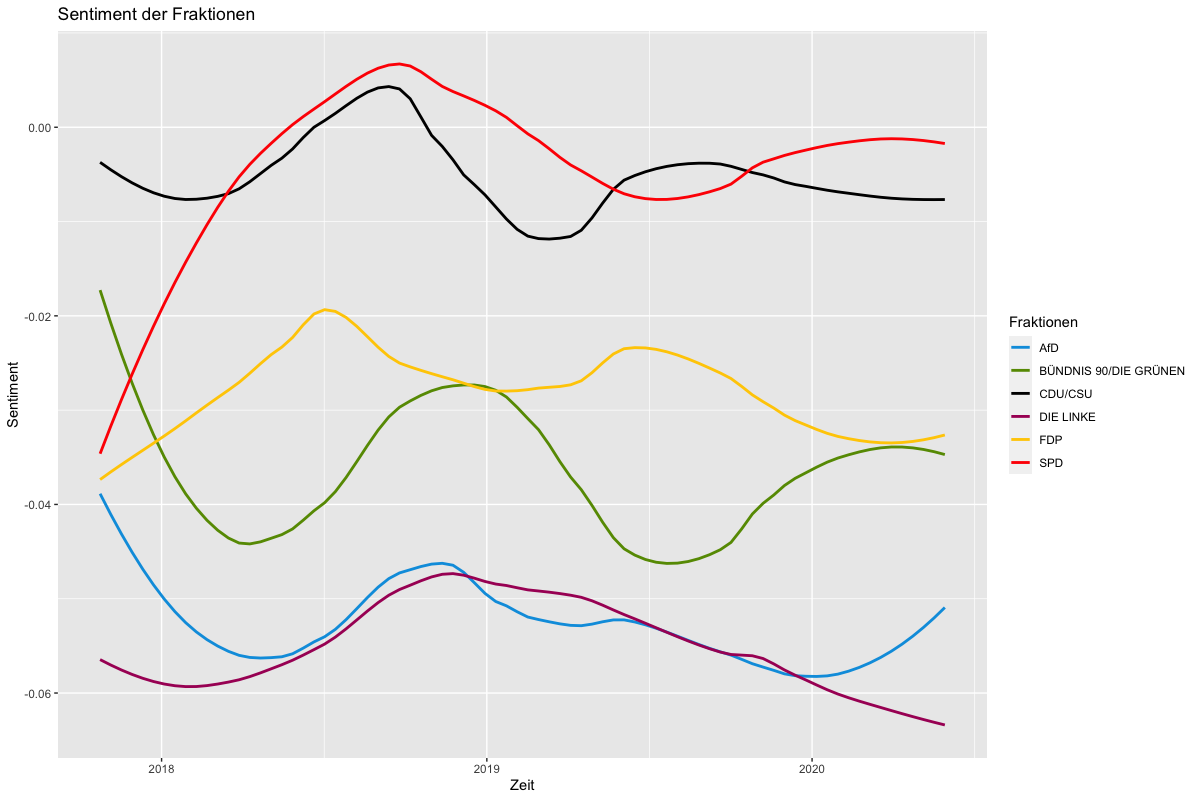 Sentiment der Fraktionen
Sentiment
0.00
-0.02
-0.04
-0.06
2018
2019
2020
Zeit
Fraktionen
AfD
BÜNDNIS 90/DIE GRÜNEN
CDU/CSU
DIE LINKE
FDP
SPD